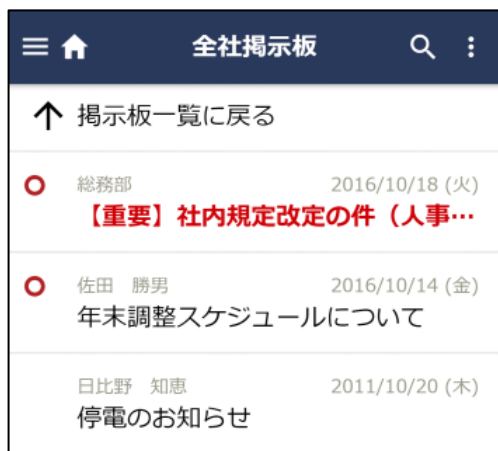 全社掲示板
掲示板一覧に戻る
総務部 2016/10/18 (火)
【重要】社内規定改定の件（人事…
佐田 勝男 2016/10/14 (金)
年末調整スケジュールについて
日比野 知恵 2011/10/20 (木)
停電のお知らせ